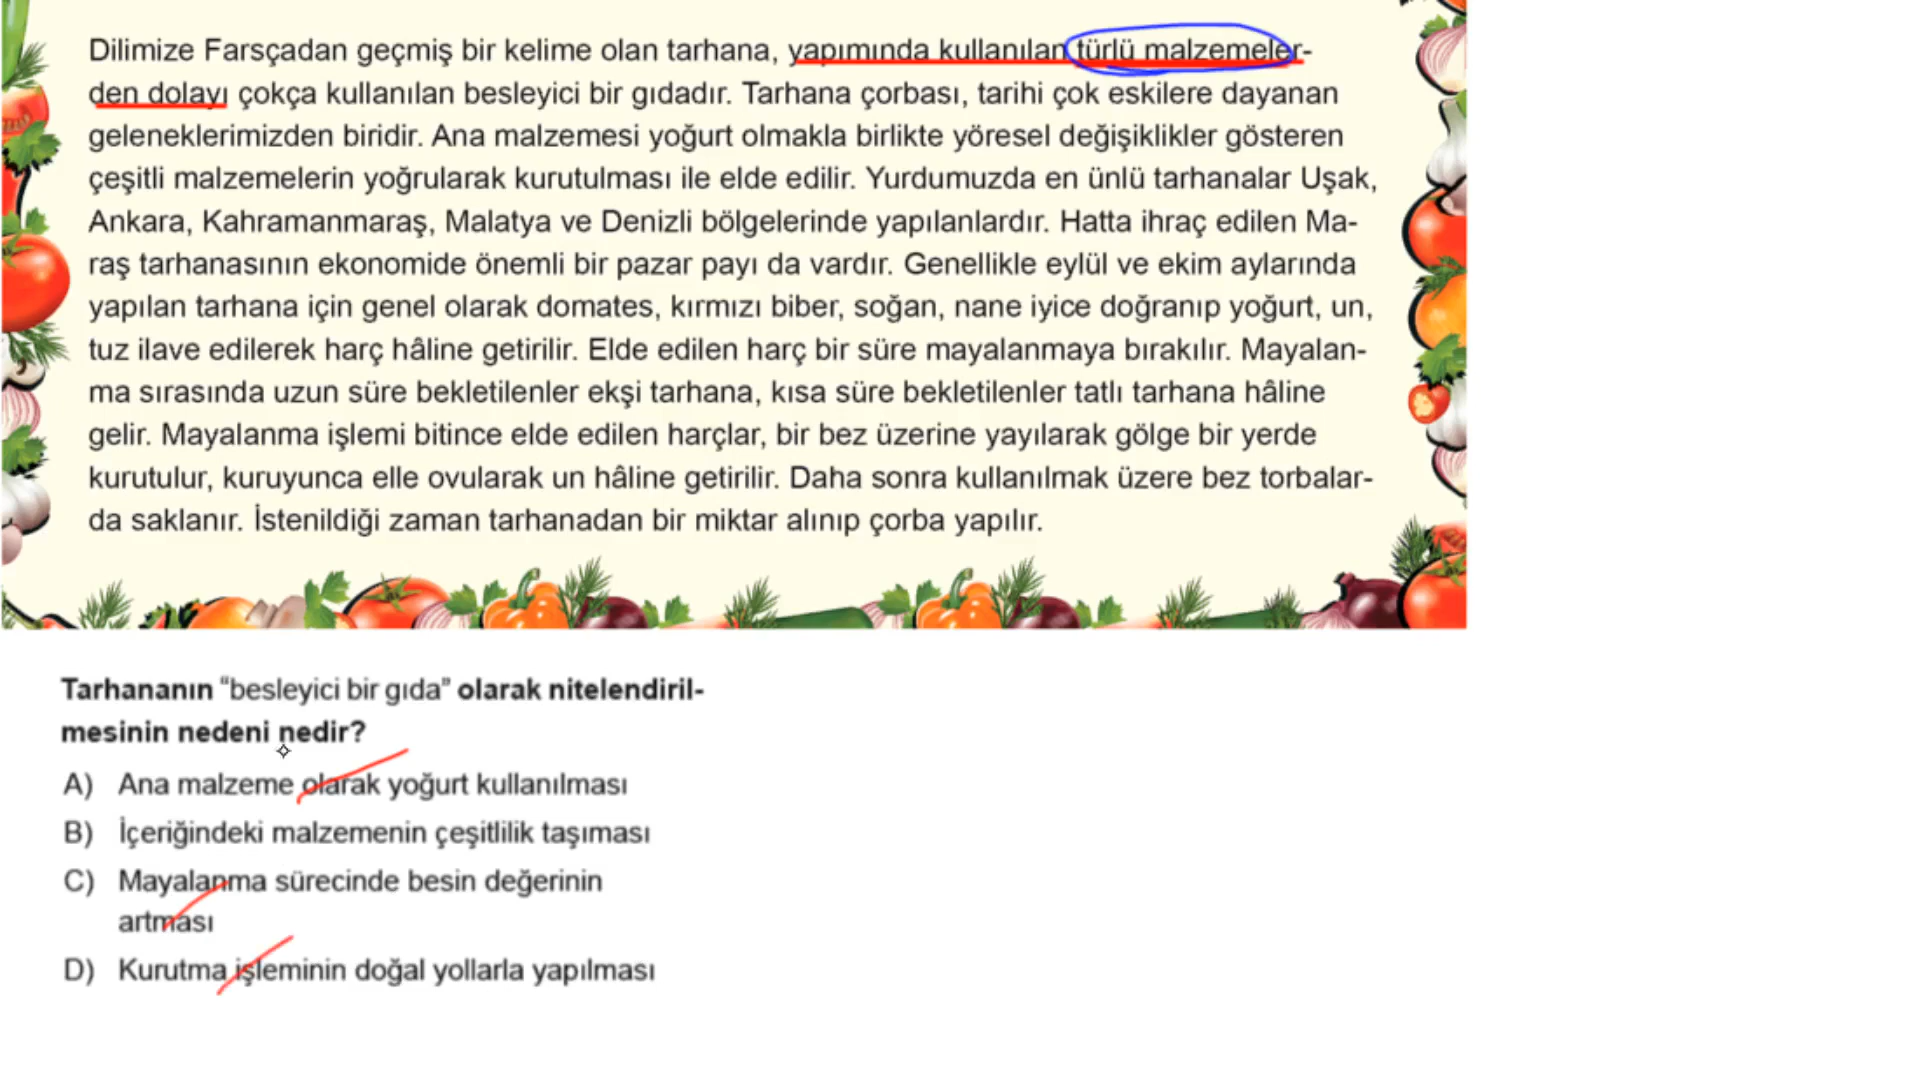 Dilimize Farsçadan geçmiş bir kelime olan tarhana, yapımında kullanılan türlü malzemeler-
den dolayı çokça kullanılan besleyici bir gıdadır. Tarhana çorbası, tarihi çok eskilere dayanan
geleneklerimizden biridir. Ana malzemesi yoğurt olmakla birlikte yöresel değişiklikler gösteren
çeşitli malzemelerin yoğrularak kurutulması ile elde edilir. Yurdumuzda en ünlü tarhanalar Uşak,
Ankara, Kahramanmaraş, Malatya ve Denizli bölgelerinde yapılanlardır. Hatta ihraç edilen Ma-
raş tarhanasının ekonomide önemli bir pazar payı da vardır. Genellikle eylül ve ekim aylarında
yapılan tarhana için genel olarak domates, kırmızı biber, soğan, nane iyice doğranıp yoğurt, un,
tuz ilave edilerek harç hâline getirilir. Elde edilen harç bir süre mayalanmaya bırakılır. Mayalan-
ma sırasında uzun süre bekletilenler ekşi tarhana, kısa süre bekletilenler tatlı tarhana hâline
gelir. Mayalanma işlemi bitince elde edilen harçlar, bir bez üzerine yayılarak gölge bir yerde
kurutulur, kuruyunca elle ovularak un hâline getirilir. Daha sonra kullanılmak üzere bez torbalar-
da saklanır. İstenildiği zaman tarhanadan bir miktar alınıp çorba yapılır.
Tarhananın “besleyici bir gıda” olarak nitelendiril-
mesinin nedeni nedir?
A) Ana malzeme olarak yoğurt kullanılması
B) İçeriğindeki malzemenin çeşitlilik taşıması
C) Mayalanma sürecinde besin değerinin
artması
D) Kurutma işleminin doğal yollarla yapılması